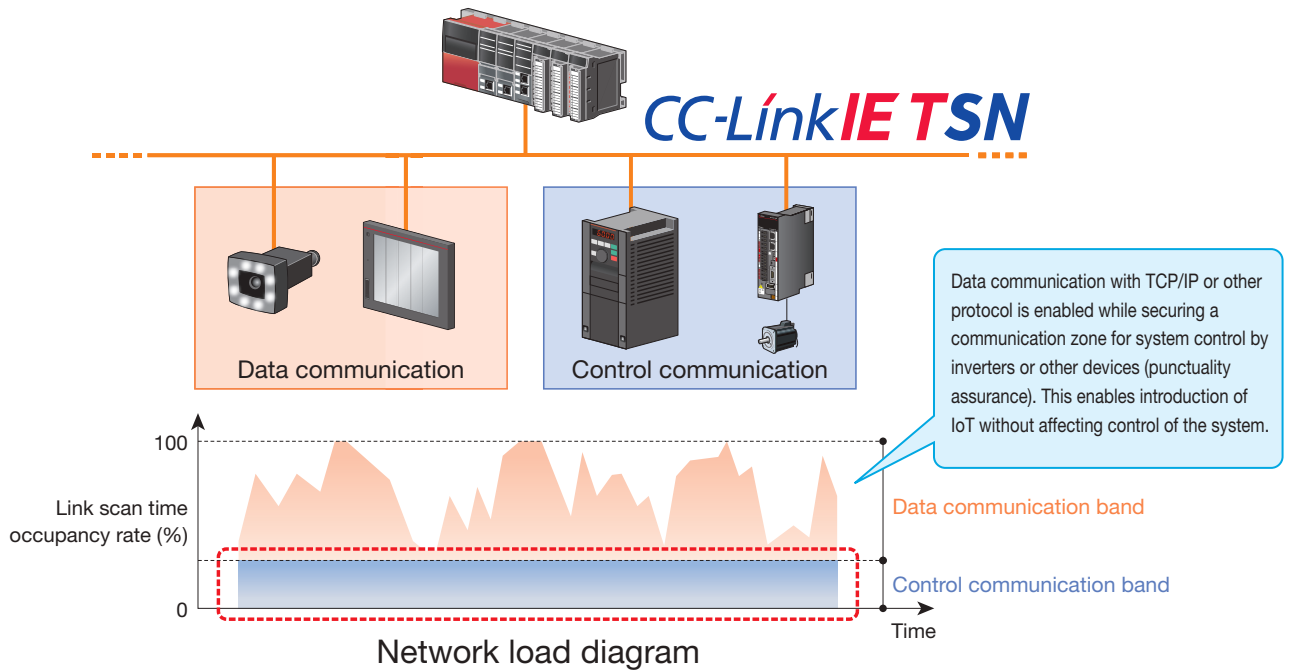 CC-Link IE TSN
Data communication
Control communication
Data communication with TCP/IP or other
protocol is enabled while securing a
communication zone for system control by
inverters or other devices (punctuality
assurance). This enables introduction of
IoT without affecting control of the system.
100
Link scan time
occupancy rate (%)
0
Data communication band
Control communication band
Time
Network load diagram